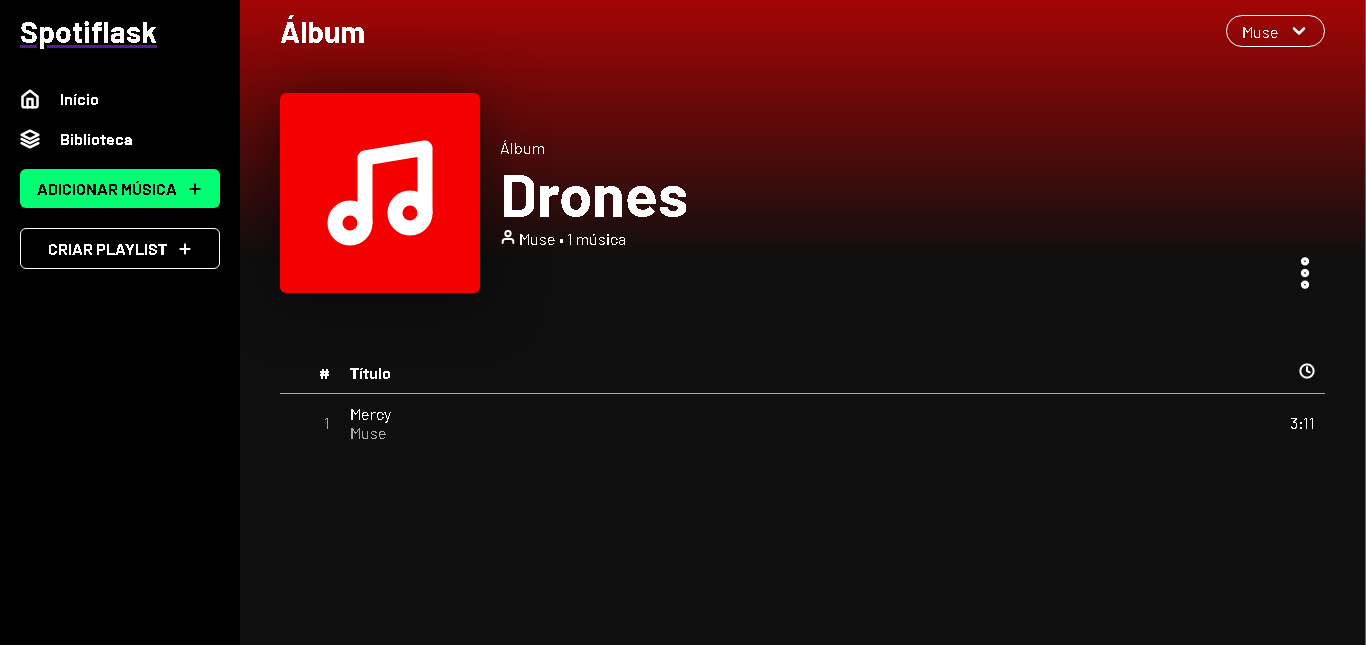 Spotiflask
Início
Biblioteca
ADICIONAR MÚSICA +
CRIAR PLAYLIST +
Álbum
Muse
Álbum
Drones
Muse • 1 música
# Título
1 Mercy 3:11
Muse